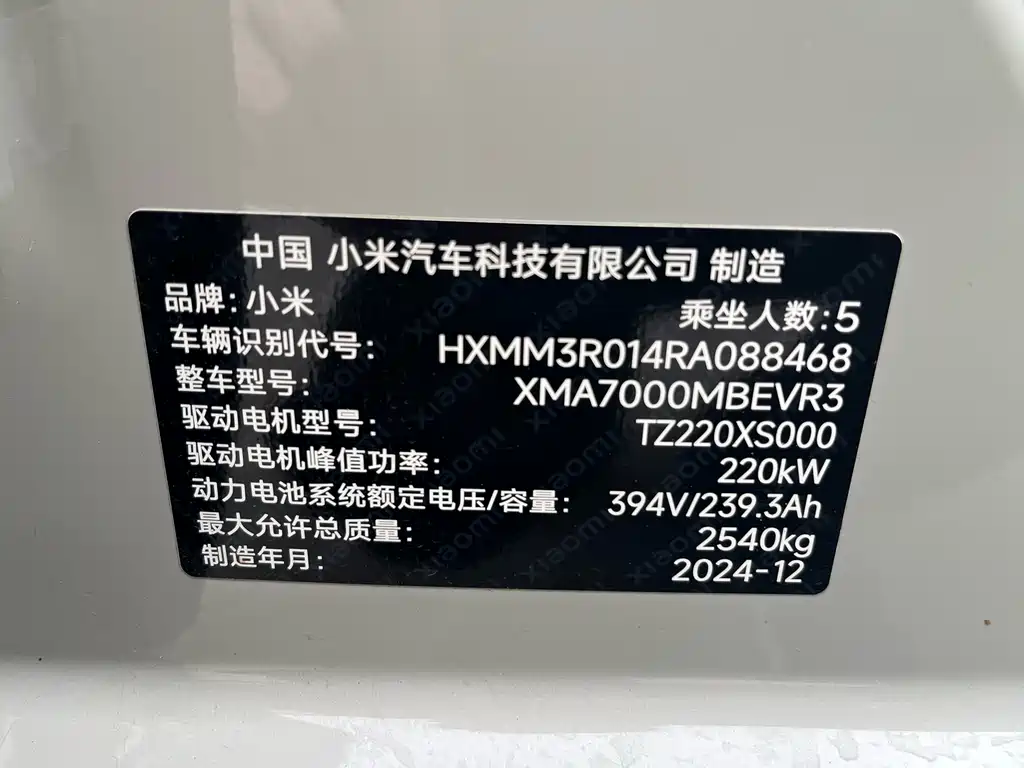 中国 小米汽车科技有限公司 制造
品牌:小米 乘坐人数:5
车辆识别代号: HXMM3R014RA088468
整车型号: XMA7000MBEVR3
驱动电机型号: TZ220XS000
驱动电机峰值功率: 220kW
动力电池系统额定电压/容量: 394V/239.3Ah
最大允许总质量: 2540kg
制造年月: 2024-12